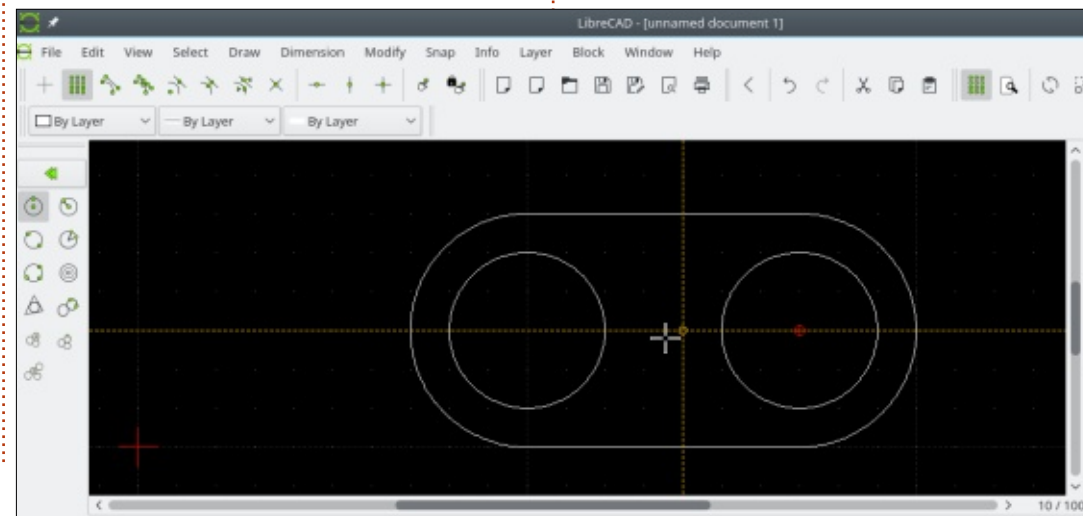 LibreCAD - [unnamed document 1]
File Edit View Select Draw Dimension Modify Snap Info Layer Block Window Help
By Layer By Layer By Layer
10 / 100